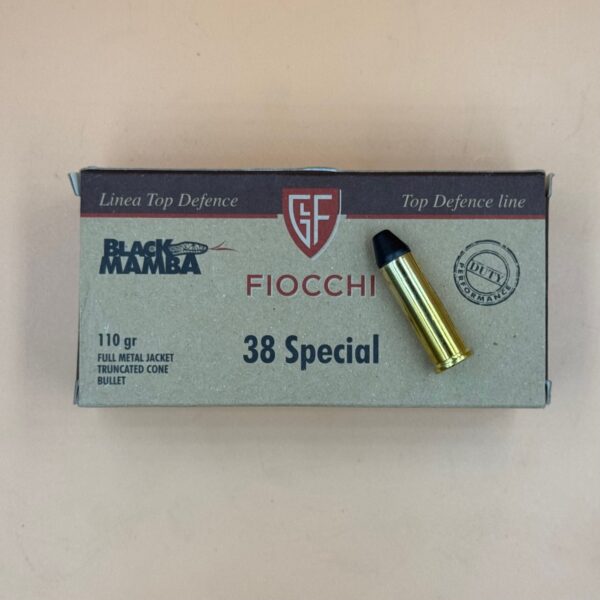 Linea Top Defence
Top Defence line
GFL
BLACK
MAMBA
FIOCCHI
DUTY
PERFORMANCE
110 gr
FULL METAL JACKET
TRUNCATED CONE
BULLET
38 Special